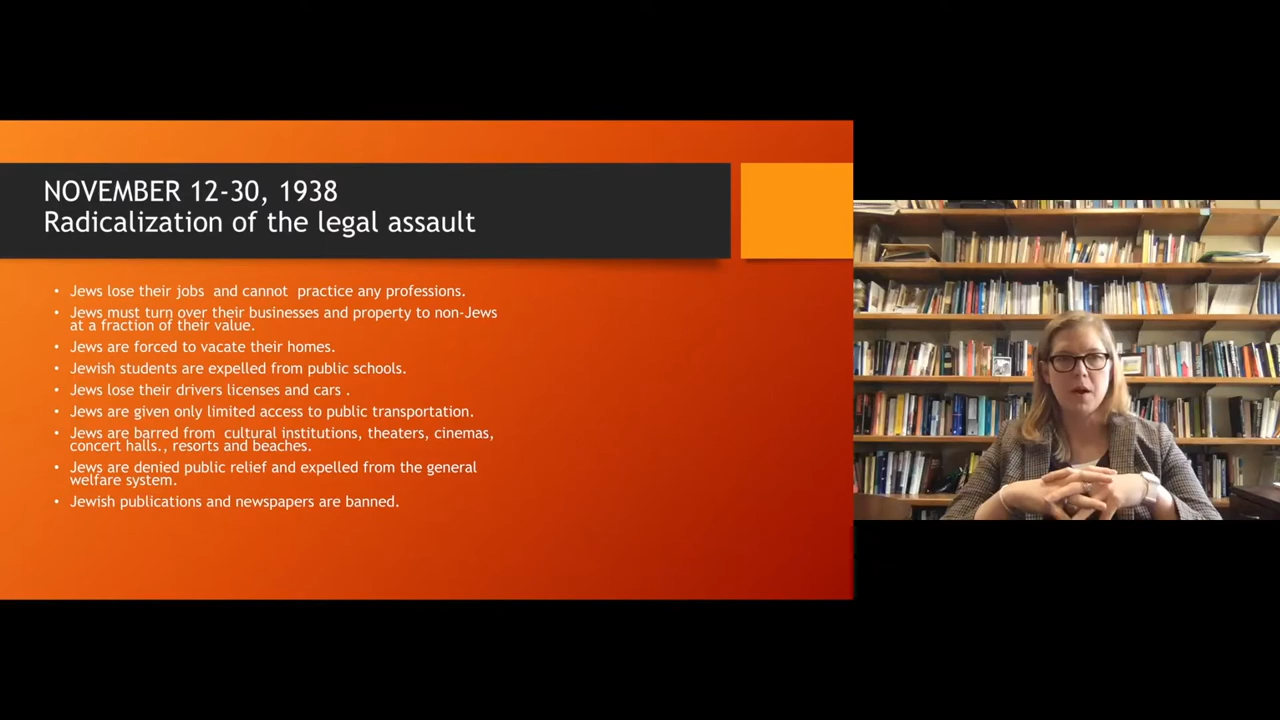 NOVEMBER 12-30, 1938
Radicalization of the legal assault
• Jews lose their jobs  and cannot  practice any professions.
• Jews must turn over their businesses and property to non-Jews
at a fraction of their value.
• Jews are forced to vacate their homes.
• Jewish students are expelled from public schools.
• Jews lose their drivers licenses and cars .
• Jews are given only limited access to public transportation.
• Jews are barred from  cultural institutions, theaters, cinemas,
concert halls., resorts and beaches.
• Jews are denied public relief and expelled from the general
welfare system.
• Jewish publications and newspapers are banned.